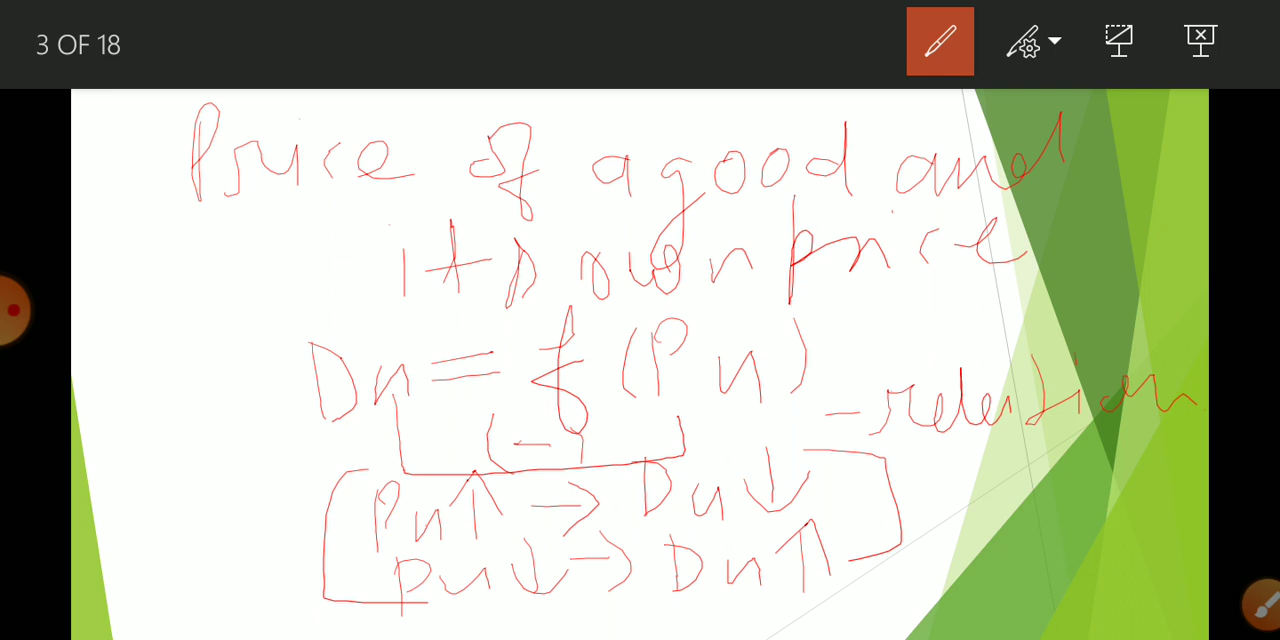 3 OF 18
Price of a good and
its own price
Dn = f (Pn)
(-) - relation
Pn ↑ → Dn ↓
Pn ↓ → Dn ↑